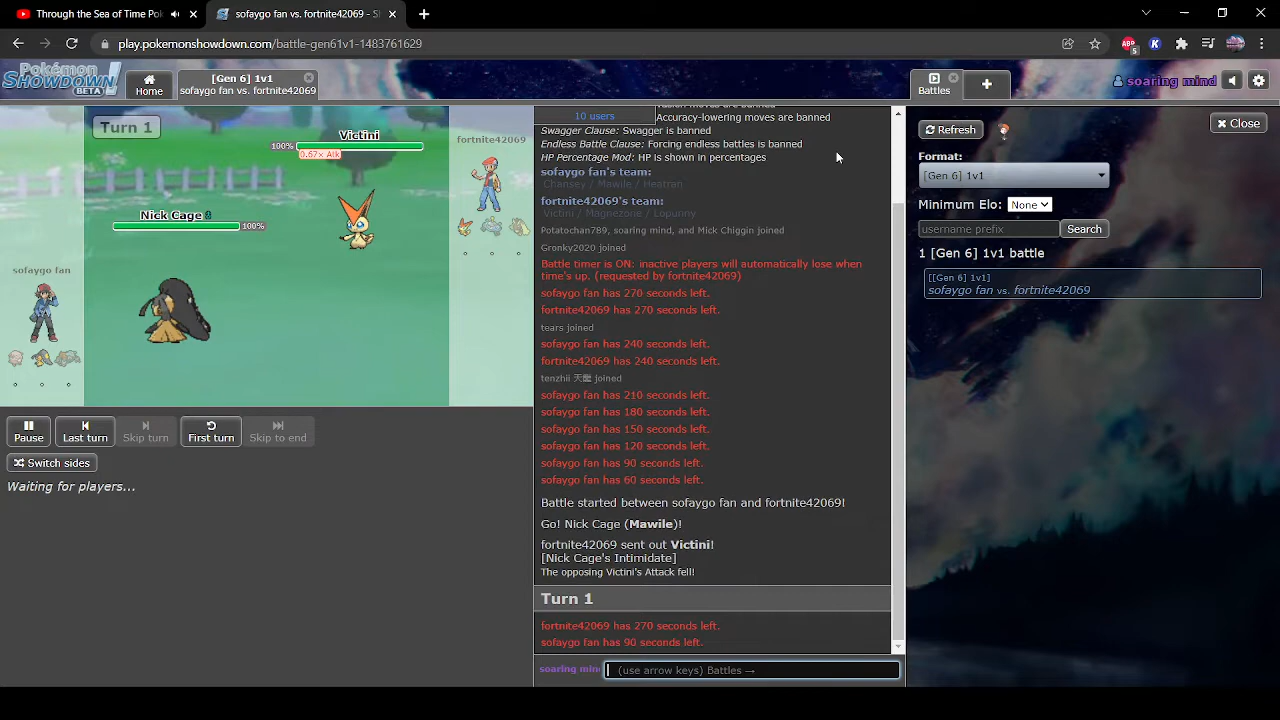 Through the Sea of Time Pok
sofaygo fan vs. fortnite42069 - Sh
play.pokemonshowdown.com/battle-gen61v1-1483761629
5
Pokémon
SHOWDOWN!
BETA
Home
[Gen 6] 1v1
sofaygo fan vs. fortnite42069
Battles
soaring mind
Turn 1
Victini
100%
0.67× Atk
Nick Cage
100%
fortnite42069
sofaygo fan
10 users
Accuracy-lowering moves are banned
Swagger Clause: Swagger is banned
Endless Battle Clause: Forcing endless battles is banned
HP Percentage Mod: HP is shown in percentages
sofaygo fan's team:
Chansey / Mawile / Heatran
fortnite42069's team:
Victini / Magnezone / Lopunny
Potatochan789, soaring mind, and Mick Chiggin joined
Gronky2020 joined
Battle timer is ON: inactive players will automatically lose when
time's up. (requested by fortnite42069)
sofaygo fan has 270 seconds left.
fortnite42069 has 270 seconds left.
tears joined
sofaygo fan has 240 seconds left.
fortnite42069 has 240 seconds left.
sofaygo fan has 210 seconds left.
sofaygo fan has 180 seconds left.
sofaygo fan has 150 seconds left.
sofaygo fan has 120 seconds left.
sofaygo fan has 90 seconds left.
sofaygo fan has 60 seconds left.
Battle started between sofaygo fan and fortnite42069!
Go! Nick Cage (Mawile)!
fortnite42069 sent out Victini!
[Nick Cage's Intimidate]
The opposing Victini's Attack fell!
Turn 1
fortnite42069 has 270 seconds left.
sofaygo fan has 90 seconds left.
soaring min
(use arrow keys) Battles →
Pause
Last turn
Skip turn
First turn
Skip to end
Switch sides
Waiting for players...
Refresh
Close
Format:
[Gen 6] 1v1
Minimum Elo: None
username prefix
Search
1 [Gen 6] 1v1 battle
[[Gen 6] 1v1]
sofaygo fan vs. fortnite42069